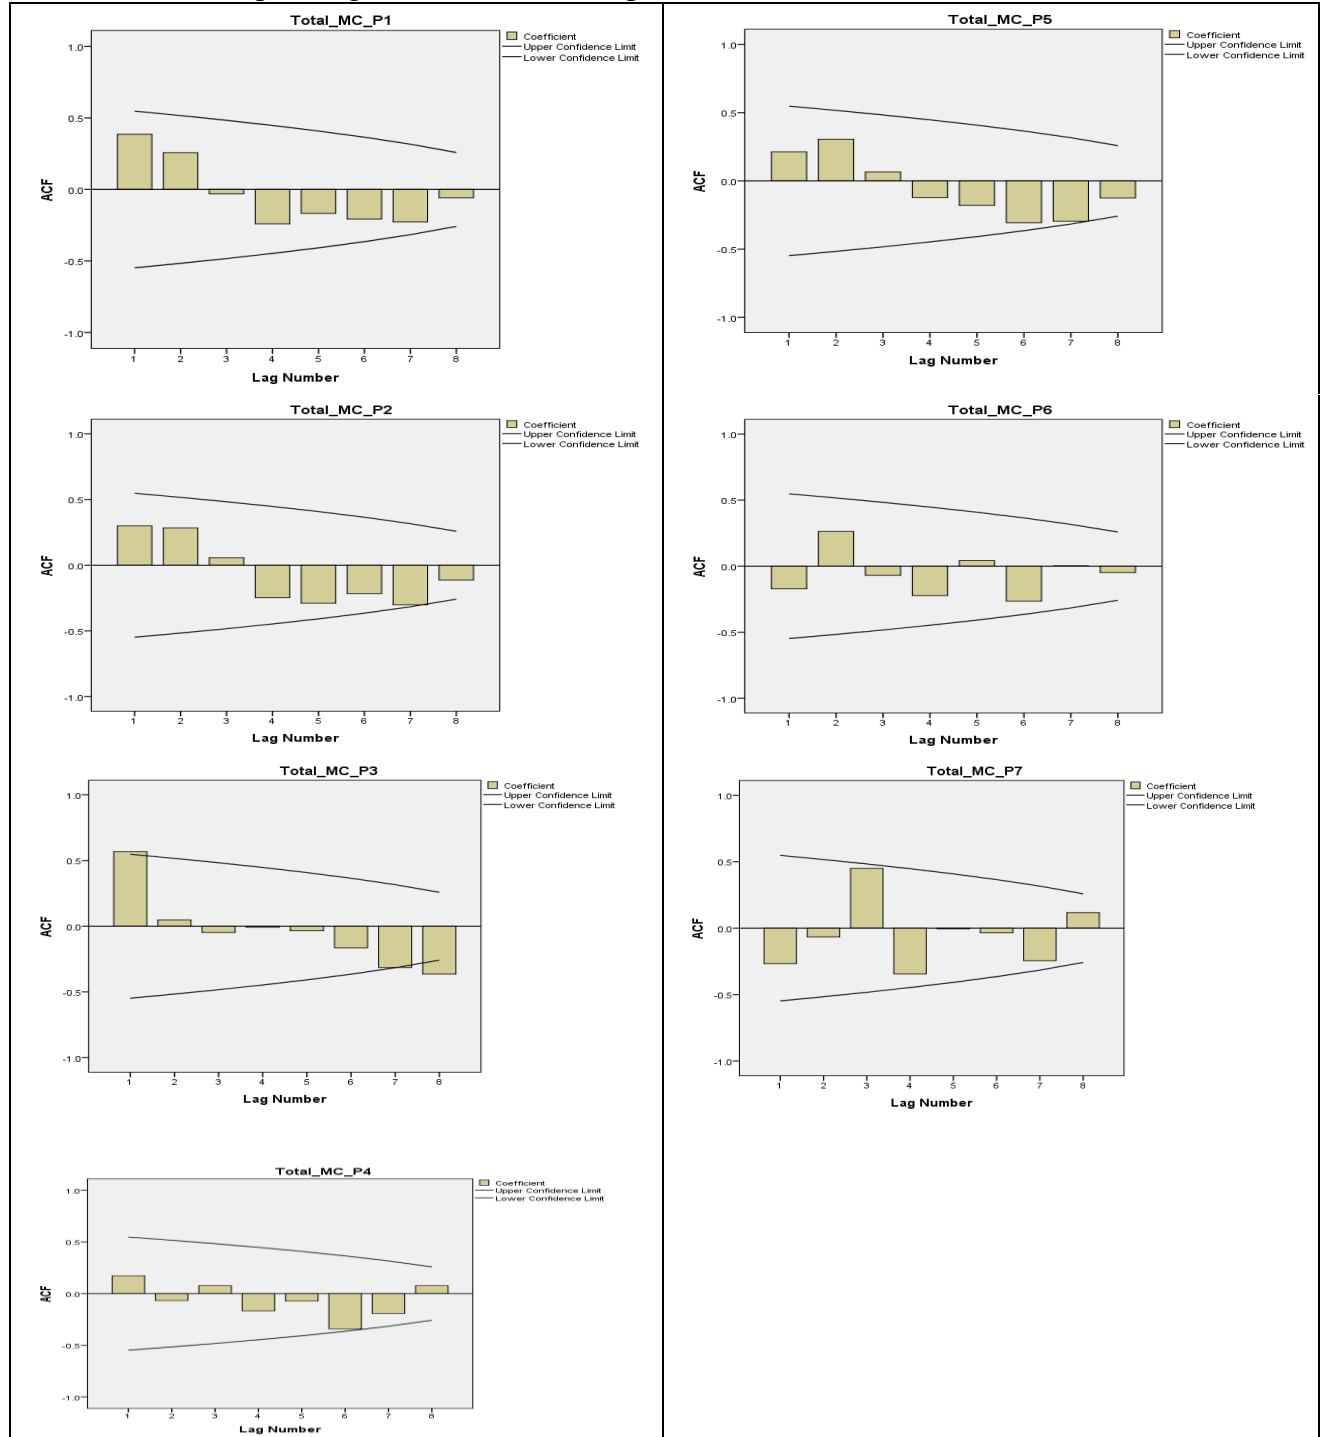 Total_MC_P1
Coefficient
Upper Confidence Limit
Lower Confidence Limit
1.0
0.5
0.0
-0.5
-1.0
ACF
1 2 3 4 5 6 7 8
Lag Number
Total_MC_P2
Coefficient
Upper Confidence Limit
Lower Confidence Limit
1.0
0.5
0.0
-0.5
-1.0
ACF
1 2 3 4 5 6 7 8
Lag Number
Total_MC_P3
Coefficient
Upper Confidence Limit
Lower Confidence Limit
1.0
0.5
0.0
-0.5
-1.0
ACF
1 2 3 4 5 6 7 8
Lag Number
Total_MC_P4
Coefficient
Upper Confidence Limit
Lower Confidence Limit
1.0
0.5
0.0
-0.5
-1.0
ACF
1 2 3 4 5 6 7 8
Lag Number
Total_MC_P5
Coefficient
Upper Confidence Limit
Lower Confidence Limit
1.0
0.5
0.0
-0.5
-1.0
ACF
1 2 3 4 5 6 7 8
Lag Number
Total_MC_P6
Coefficient
Upper Confidence Limit
Lower Confidence Limit
1.0
0.5
0.0
-0.5
-1.0
ACF
1 2 3 4 5 6 7 8
Lag Number
Total_MC_P7
Coefficient
Upper Confidence Limit
Lower Confidence Limit
1.0
0.5
0.0
-0.5
-1.0
ACF
1 2 3 4 5 6 7 8
Lag Number